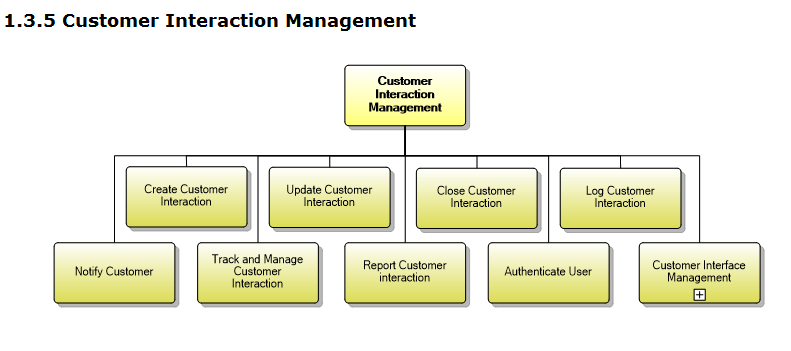 1.3.5 Customer Interaction Management
Customer
Interaction
Management
Create Customer
Interaction
Update Customer
Interaction
Close Customer
Interaction
Log Customer
Interaction
Notify Customer
Track and Manage
Customer
Interaction
Report Customer
interaction
Authenticate User
Customer Interface
Management